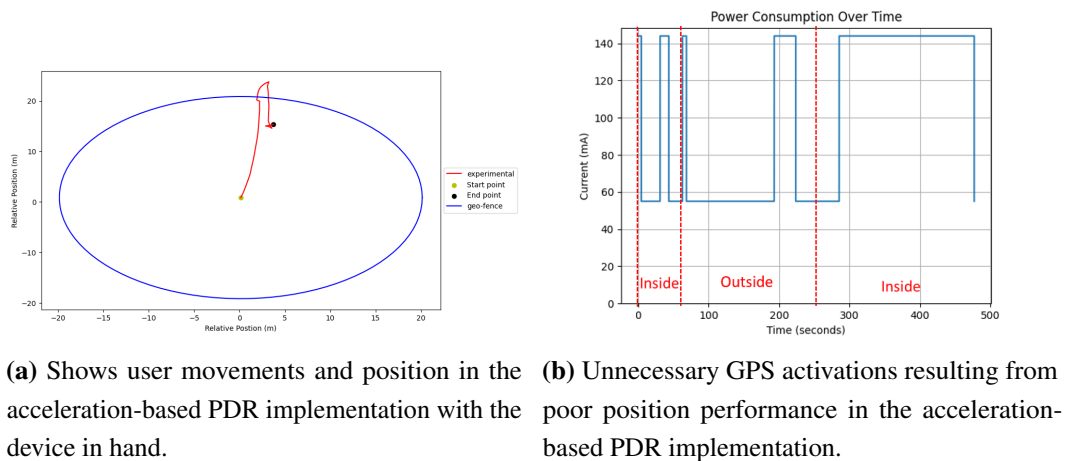 20
10
0
−10
−20
Relative Position (m)
−20
−15
−10
−5
0
5
10
15
20
Relative Postion (m)
experimental
Start point
End point
geo-fence
(a) Shows user movements and position in the
acceleration-based PDR implementation with the
device in hand.
Power Consumption Over Time
140
120
100
80
60
40
20
0
Current (mA)
Inside
Outside
Inside
0
100
200
300
400
500
Time (seconds)
(b) Unnecessary GPS activations resulting from
poor position performance in the acceleration-
based PDR implementation.